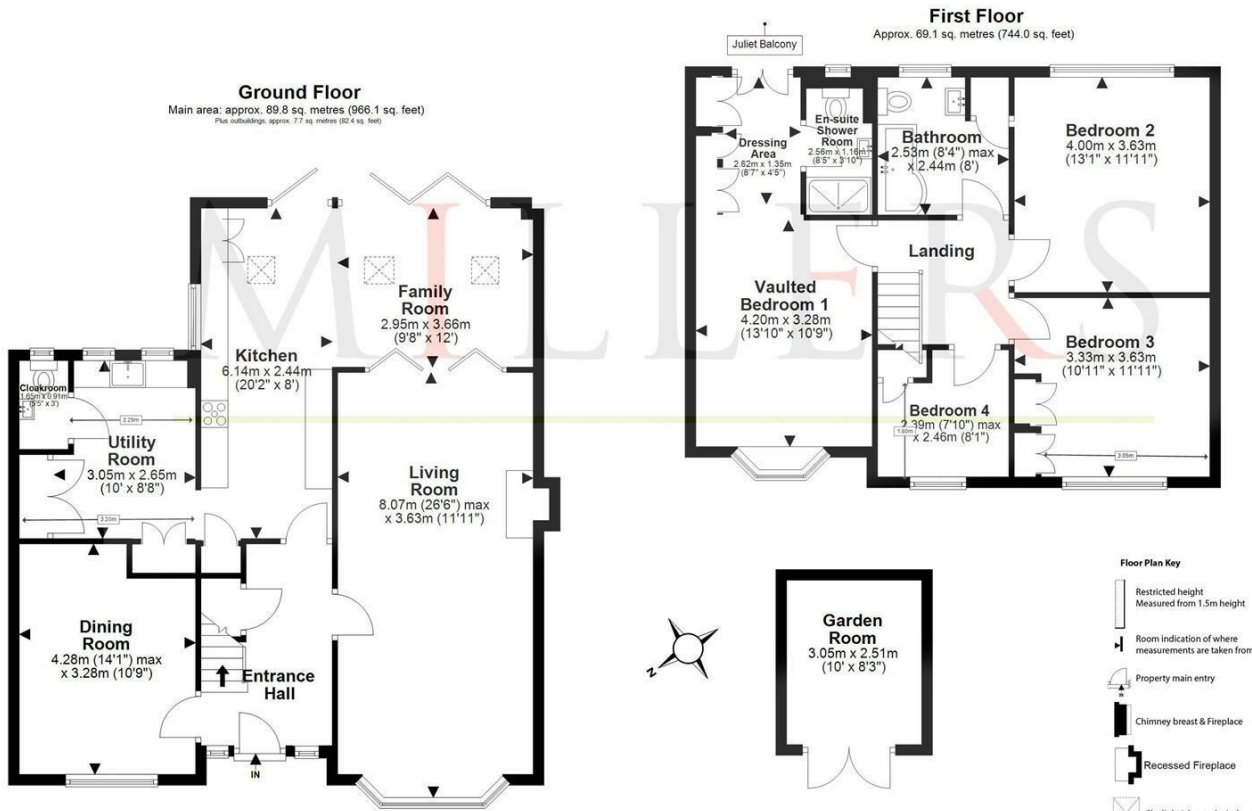 Ground Floor
Main area: approx. 89.8 sq. metres (966.1 sq. feet)
Plus outbuildings, approx. 7.7 sq. metres (82.4 sq. feet)
Family
Room
2.95m x 3.66m
(9'8" x 12')
Kitchen
6.14m x 2.44m
(20'2" x 8')
Cloakroom
1.65m x 0.91m
(5'5" x 3')
2.29m
Utility
Room
3.05m x 2.65m
(10' x 8'8")
3.20m
Living
Room
8.07m (26'6") max
x 3.63m (11'11")
Dining
Room
4.28m (14'1") max
x 3.28m (10'9")
Entrance
Hall
IN
First Floor
Approx. 69.1 sq. metres (744.0 sq. feet)
Juliet Balcony
Dressing
Area
2.62m x 1.35m
(8'7" x 4'5")
En-suite
Shower
Room
2.56m x 1.16m
(8'5" x 3'10")
Bathroom
2.53m (8'4") max
x 2.44m (8')
Bedroom 2
4.00m x 3.63m
(13'1" x 11'11")
Landing
Vaulted
Bedroom 1
4.20m x 3.28m
(13'10" x 10'9")
Bedroom 3
3.33m x 3.63m
(10'11" x 11'11")
3.05m
Bedroom 4
2.39m (7'10") max
x 2.46m (8'1")
1.80m
MILLERS
Garden
Room
3.05m x 2.51m
(10' x 8'3")
Z
Floor Plan Key
Restricted height
Measured from 1.5m height
Room indication of where
measurements are taken from
Property main entry
IN
Chimney breast & Fireplace
Recessed Fireplace